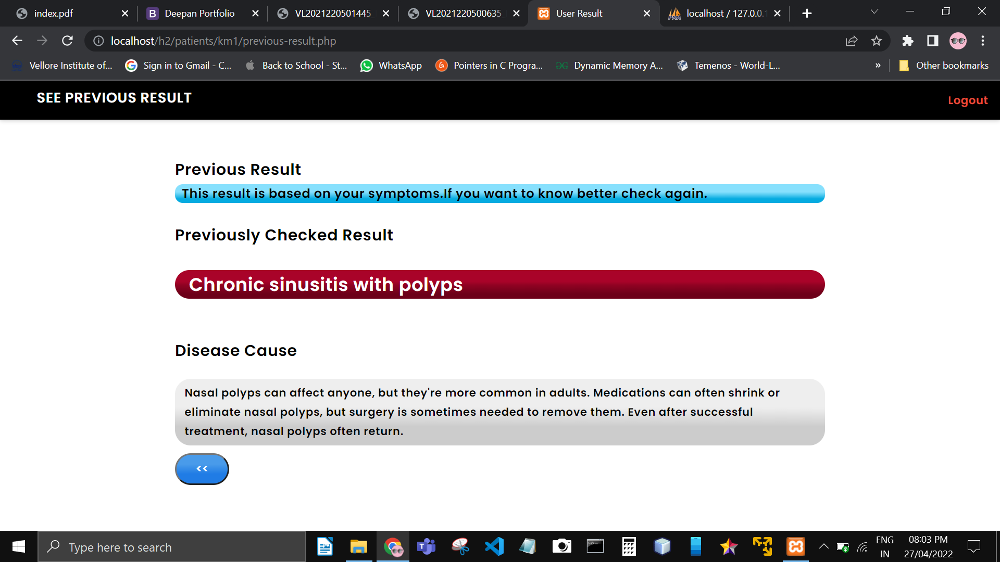 index.pdf
Deepan Portfolio
VL2021220501445_
VL2021220500635_
User Result
localhost / 127.0.0.1
localhost/h2/patients/km1/previous-result.php
Vellore Institute of...
Sign in to Gmail - C...
Back to School - St...
WhatsApp
Pointers in C Progra...
Dynamic Memory A...
Temenos - World-L...
»
Other bookmarks
SEE PREVIOUS RESULT
Logout
Previous Result
This result is based on your symptoms.If you want to know better check again.
Previously Checked Result
Chronic sinusitis with polyps
Disease Cause
Nasal polyps can affect anyone, but they're more common in adults. Medications can often shrink or
eliminate nasal polyps, but surgery is sometimes needed to remove them. Even after successful
treatment, nasal polyps often return.
<<
Type here to search
ENG
IN
08:03 PM
27/04/2022